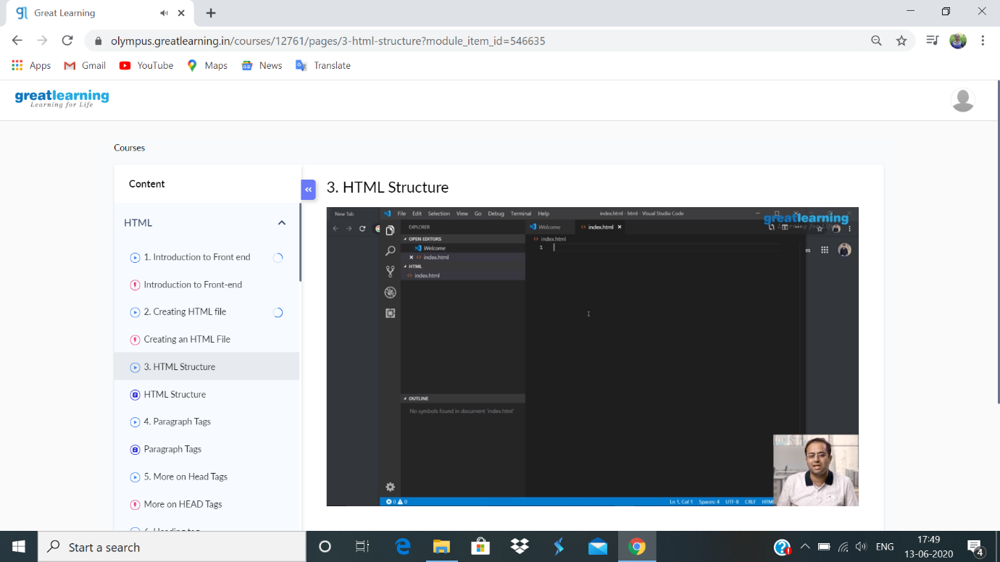 Great Learning
olympus.greatlearning.in/courses/12761/pages/3-html-structure?module_item_id=546635
Apps Gmail YouTube Maps News Translate
greatlearning
Learning for Life
Courses
Content
HTML
1. Introduction to Front end
Introduction to Front-end
2. Creating HTML file
Creating an HTML File
3. HTML Structure
HTML Structure
4. Paragraph Tags
Paragraph Tags
5. More on Head Tags
More on HEAD Tags
3. HTML Structure
New Tab
File Edit Selection View Go Debug Terminal Help
index.html - html - Visual Studio Code
greatlearning
Learning for Life
EXPLORER
Welcome index.html
OPEN EDITORS
index.html
Welcome
1
index.html
HTML
index.html
OUTLINE
No symbols found in document 'index.html'
0 0
Ln 1, Col 1 Spaces: 4 UTF-8 CRLF HTML
Start a search
ENG
17:49
13-06-2020
4